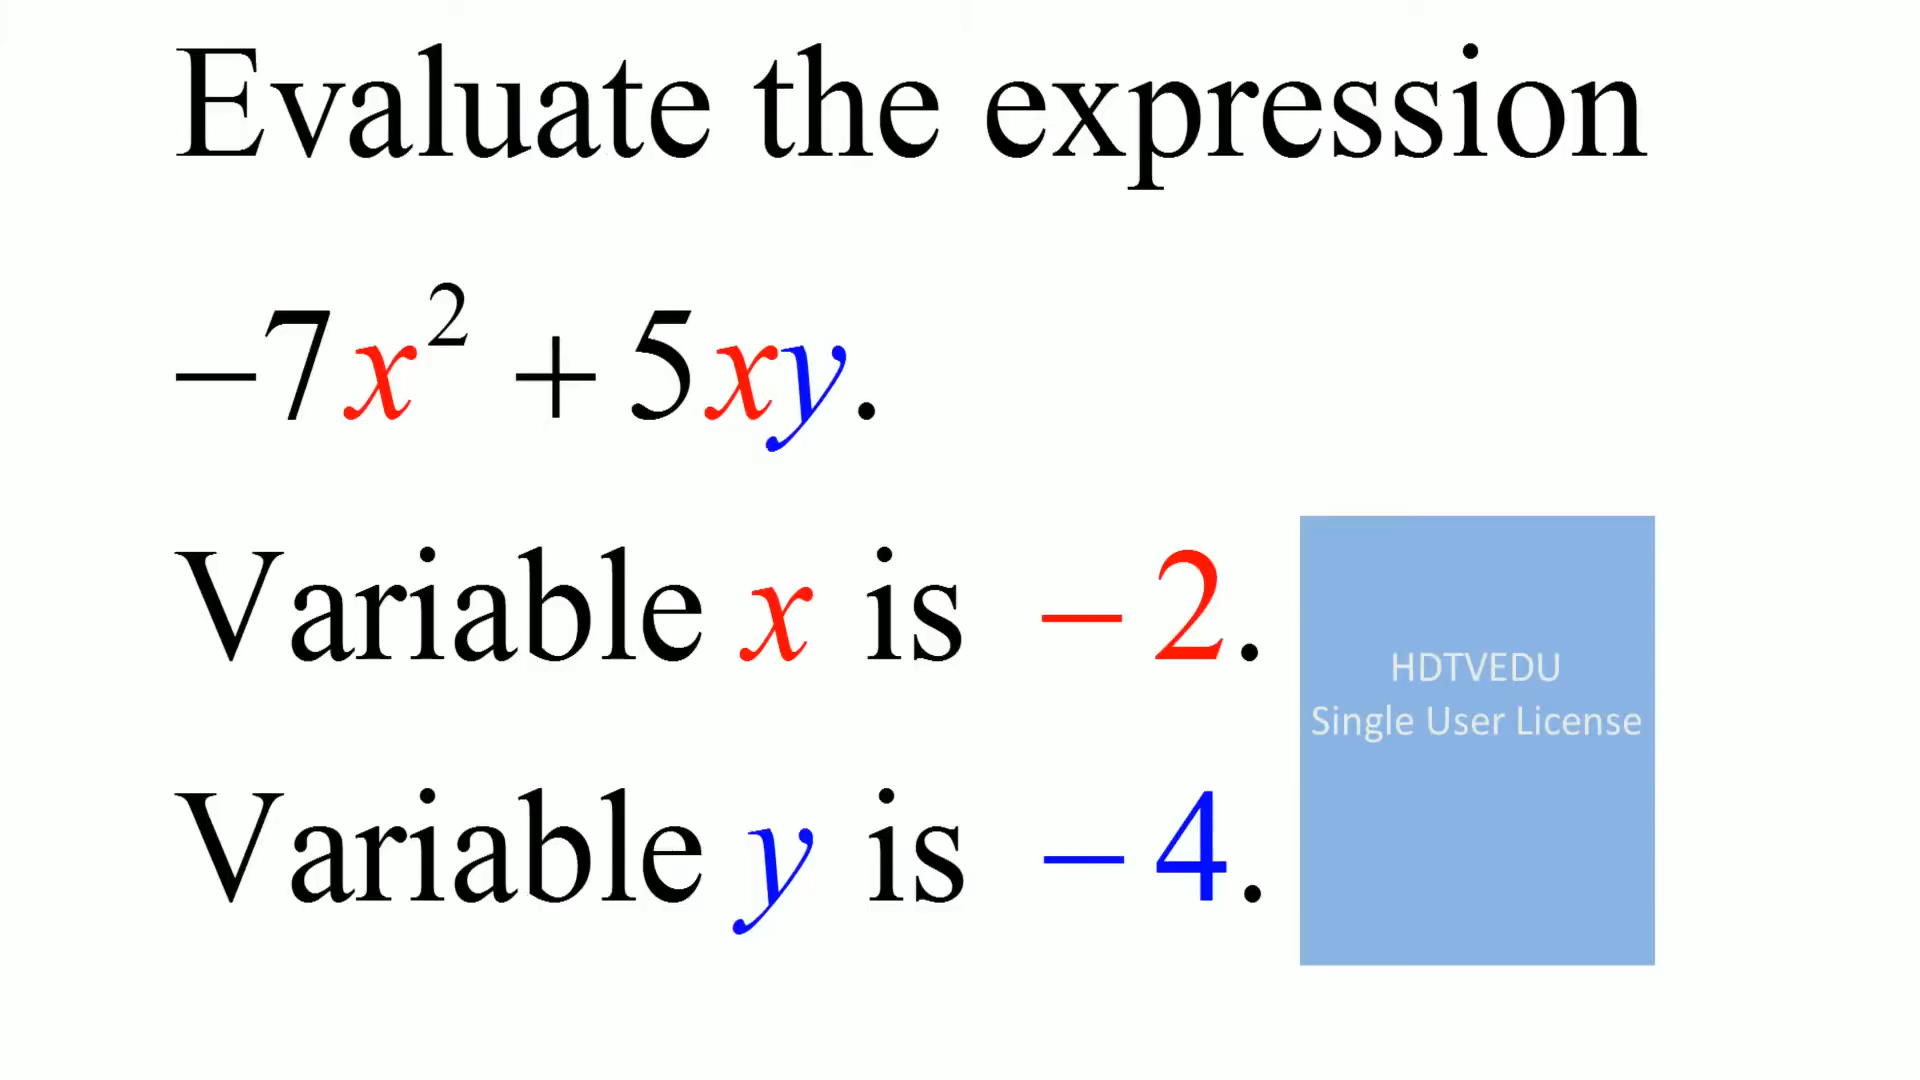 Evaluate the expression
−7x² + 5xy.
Variable x is −2.
HDTVEDU
Single User License
Variable y is −4.